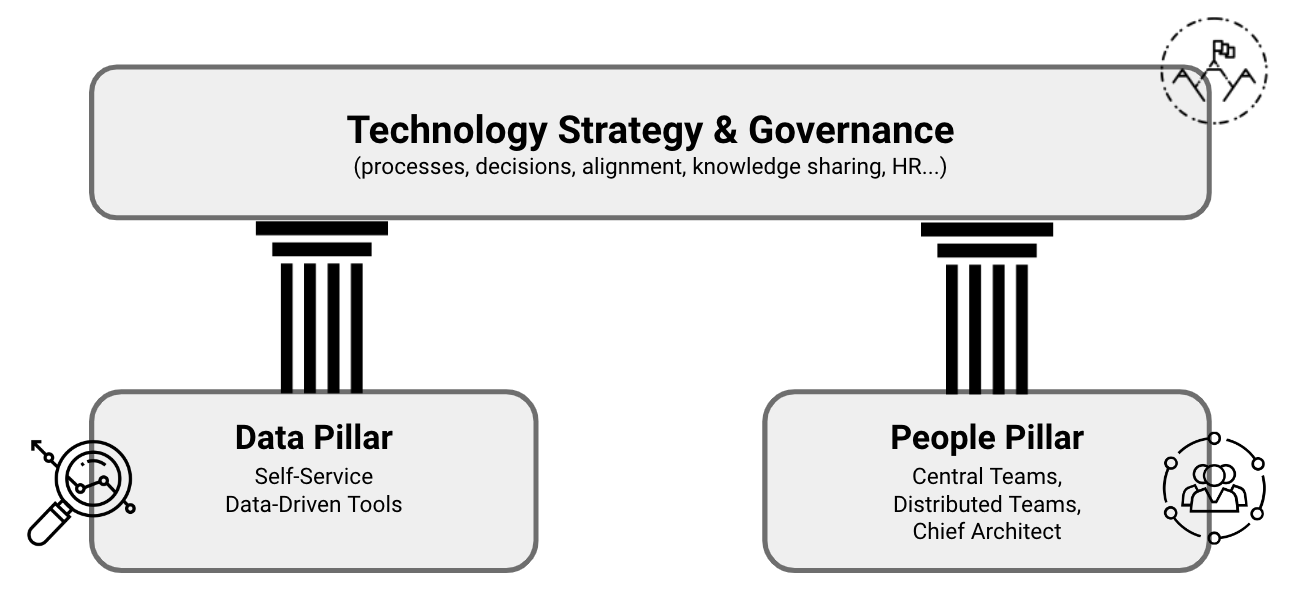 Technology Strategy & Governance
(processes, decisions, alignment, knowledge sharing, HR...)
Data Pillar
Self-Service
Data-Driven Tools
People Pillar
Central Teams,
Distributed Teams,
Chief Architect